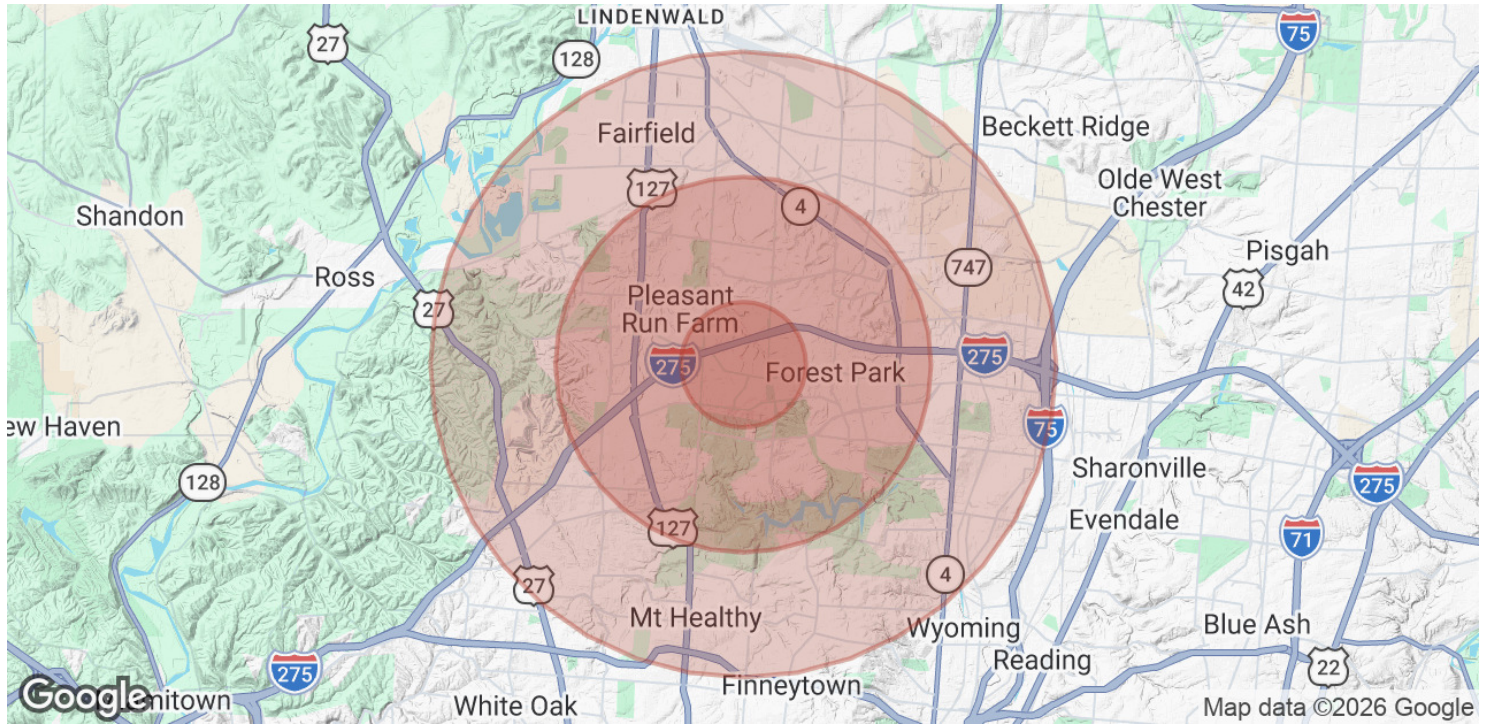 LINDENWALD
27
128
75
Fairfield
Beckett Ridge
127
4
Olde West
Chester
Shandon
Ross
747
Pisgah
42
27
Pleasant
Run Farm
275
275
Forest Park
ew Haven
75
128
Sharonville
275
Evendale
127
71
27
4
Mt Healthy
Wyoming
Blue Ash
Reading
22
275
Finneytown
Google
mitown
White Oak
Map data ©2026 Google